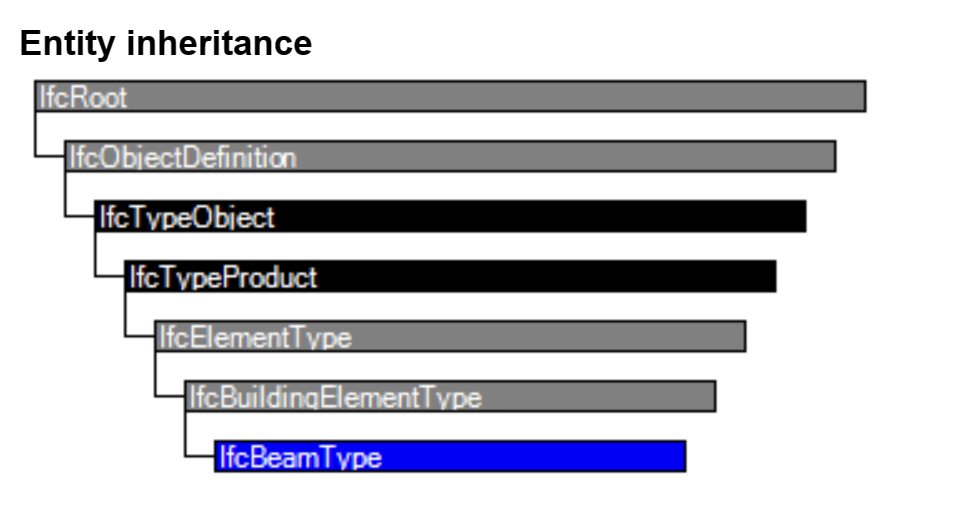 Entity inheritance
IfcRoot
IfcObjectDefinition
IfcTypeObject
IfcTypeProduct
IfcElementType
IfcBuildingElementType
IfcBeamType